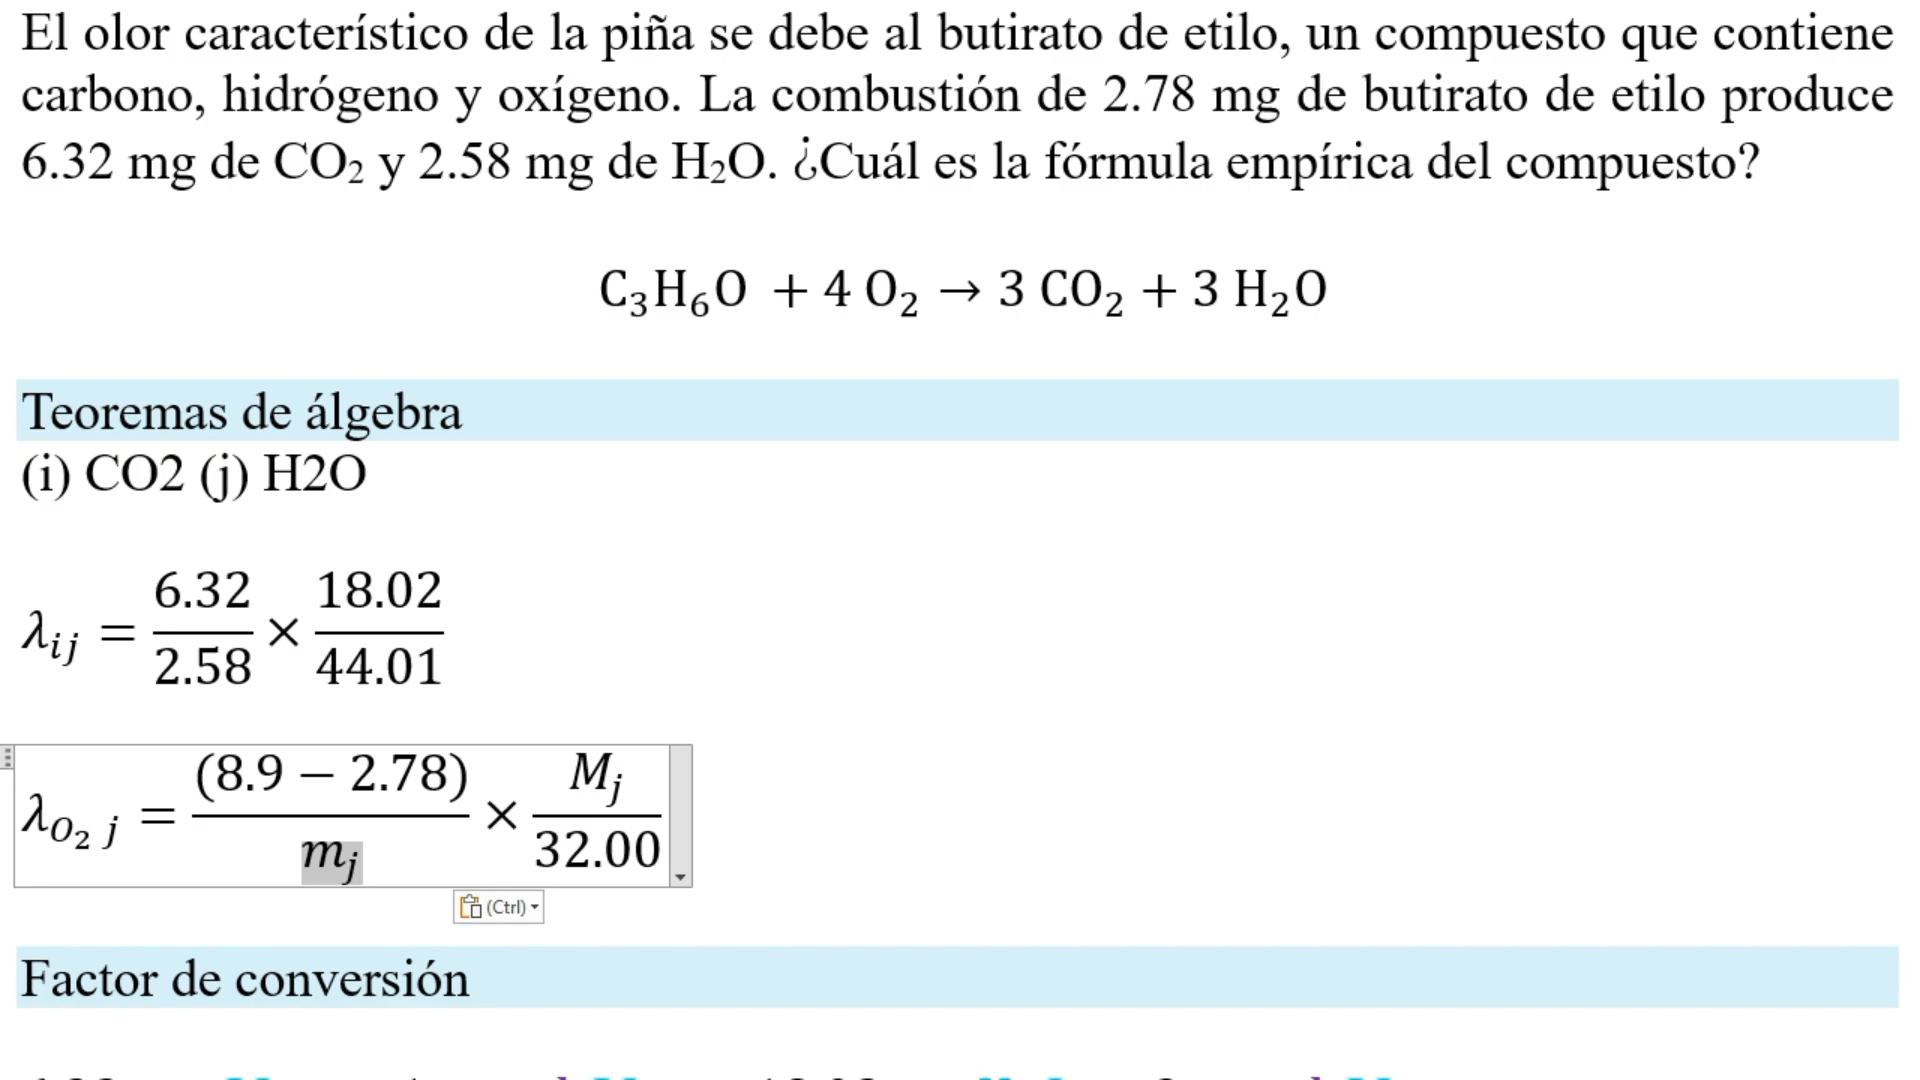 El olor característico de la piña se debe al butirato de etilo, un compuesto que contiene
carbono, hidrógeno y oxígeno. La combustión de 2.78 mg de butirato de etilo produce
6.32 mg de CO₂ y 2.58 mg de H₂O. ¿Cuál es la fórmula empírica del compuesto?
C₃H₆O + 4 O₂ → 3 CO₂ + 3 H₂O
Teoremas de álgebra
(i) CO2 (j) H2O
λᵢⱼ = 6.32/2.58 × 18.02/44.01
λ_{O₂ j} = (8.9 − 2.78)/mⱼ × Mⱼ/32.00
(Ctrl)
Factor de conversión